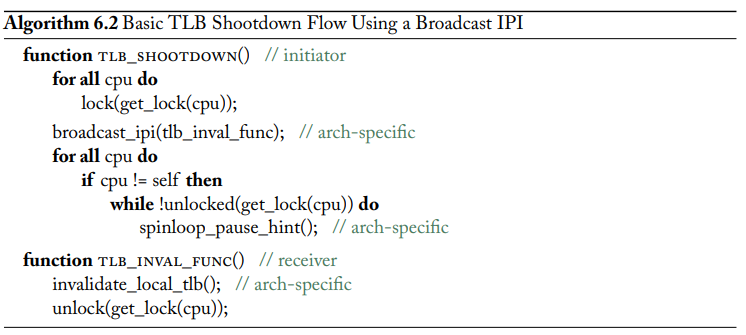 Algorithm 6.2 Basic TLB Shootdown Flow Using a Broadcast IPI
function TLB_SHOOTDOWN() // initiator
for all cpu do
lock(get_lock(cpu));
broadcast_ipi(tlb_inval_func); // arch-specific
for all cpu do
if cpu != self then
while !unlocked(get_lock(cpu)) do
spinloop_pause_hint(); // arch-specific
function TLB_INVAL_FUNC() // receiver
invalidate_local_tlb(); // arch-specific
unlock(get_lock(cpu));